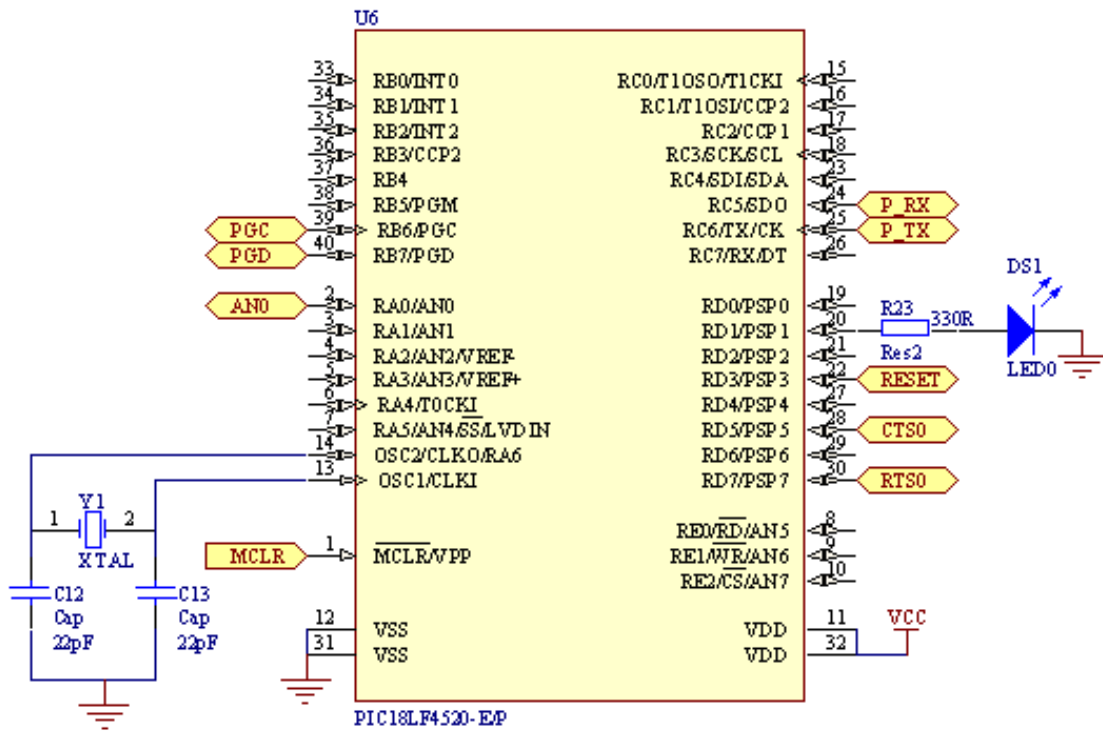 U6
33 RB0/INT0 RC0/T1OSO/T1CKI 15
34 RB1/INT1 RC1/T1OSI/CCP2 16
35 RB2/INT2 RC2/CCP1 17
36 RB3/CCP2 RC3/SCK/SCL 18
37 RB4 RC4/SDI/SDA 23
38 RB5/PGM RC5/SDO 24 P_RX
PGC 39 RB6/PGC RC6/TX/CK 25 P_TX
PGD 40 RB7/PGD RC7/RX/DT 26
DS1
AN0 2 RA0/AN0 RD0/PSP0 19
R23 330R
3 RA1/AN1 RD1/PSP1 20
4 RA2/AN2/VREF- RD2/PSP2 21 Res2
LED0
5 RA3/AN3/VREF+ RD3/PSP3 22 RESET
6 RA4/T0CKI RD4/PSP4 27
7 RA5/AN4/SS/LVDIN RD5/PSP5 28 CTS0
14 OSC2/CLKO/RA6 RD6/PSP6 29
13 OSC1/CLKI RD7/PSP7 30 RTS0
Y1
1 2
XTAL
RE0/RD/AN5 8
MCLR 1 MCLR/VPP RE1/WR/AN6 9
RE2/CS/AN7 10
C12 C13
Cap Cap
22pF 22pF
12 VSS VDD 11 VCC
31 VSS VDD 32
PIC18LF4520-E/P